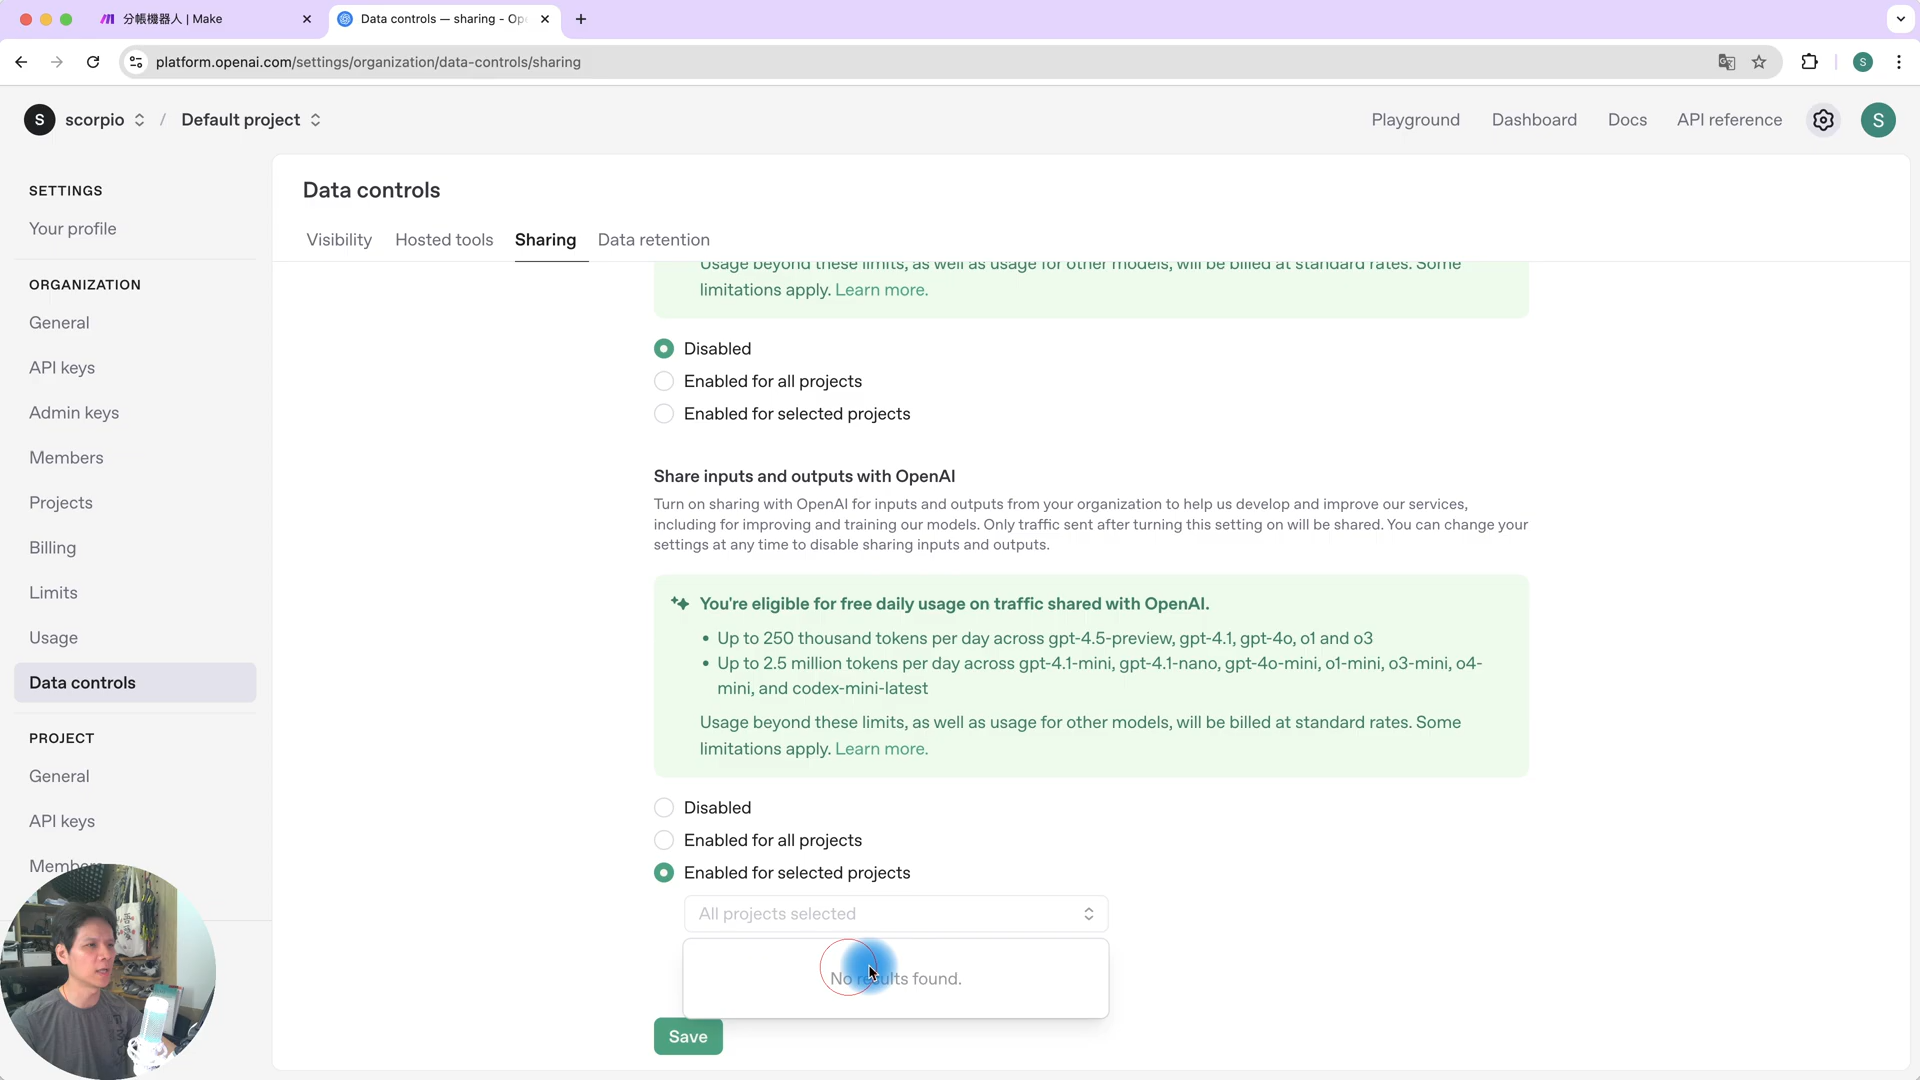 分帳機器人 | Make
Data controls — sharing - Op
platform.openai.com/settings/organization/data-controls/sharing
S
S scorpio / Default project
Playground Dashboard Docs API reference S
SETTINGS
Your profile
ORGANIZATION
General
API keys
Admin keys
Members
Projects
Billing
Limits
Usage
Data controls
PROJECT
General
API keys
Members
Data controls
Visibility Hosted tools Sharing Data retention
Usage beyond these limits, as well as usage for other models, will be billed at standard rates. Some
limitations apply. Learn more.
Disabled
Enabled for all projects
Enabled for selected projects
Share inputs and outputs with OpenAI
Turn on sharing with OpenAI for inputs and outputs from your organization to help us develop and improve our services,
including for improving and training our models. Only traffic sent after turning this setting on will be shared. You can change your
settings at any time to disable sharing inputs and outputs.
You're eligible for free daily usage on traffic shared with OpenAI.
• Up to 250 thousand tokens per day across gpt-4.5-preview, gpt-4.1, gpt-4o, o1 and o3
• Up to 2.5 million tokens per day across gpt-4.1-mini, gpt-4.1-nano, gpt-4o-mini, o1-mini, o3-mini, o4-
mini, and codex-mini-latest
Usage beyond these limits, as well as usage for other models, will be billed at standard rates. Some
limitations apply. Learn more.
Disabled
Enabled for all projects
Enabled for selected projects
All projects selected
No results found.
Save